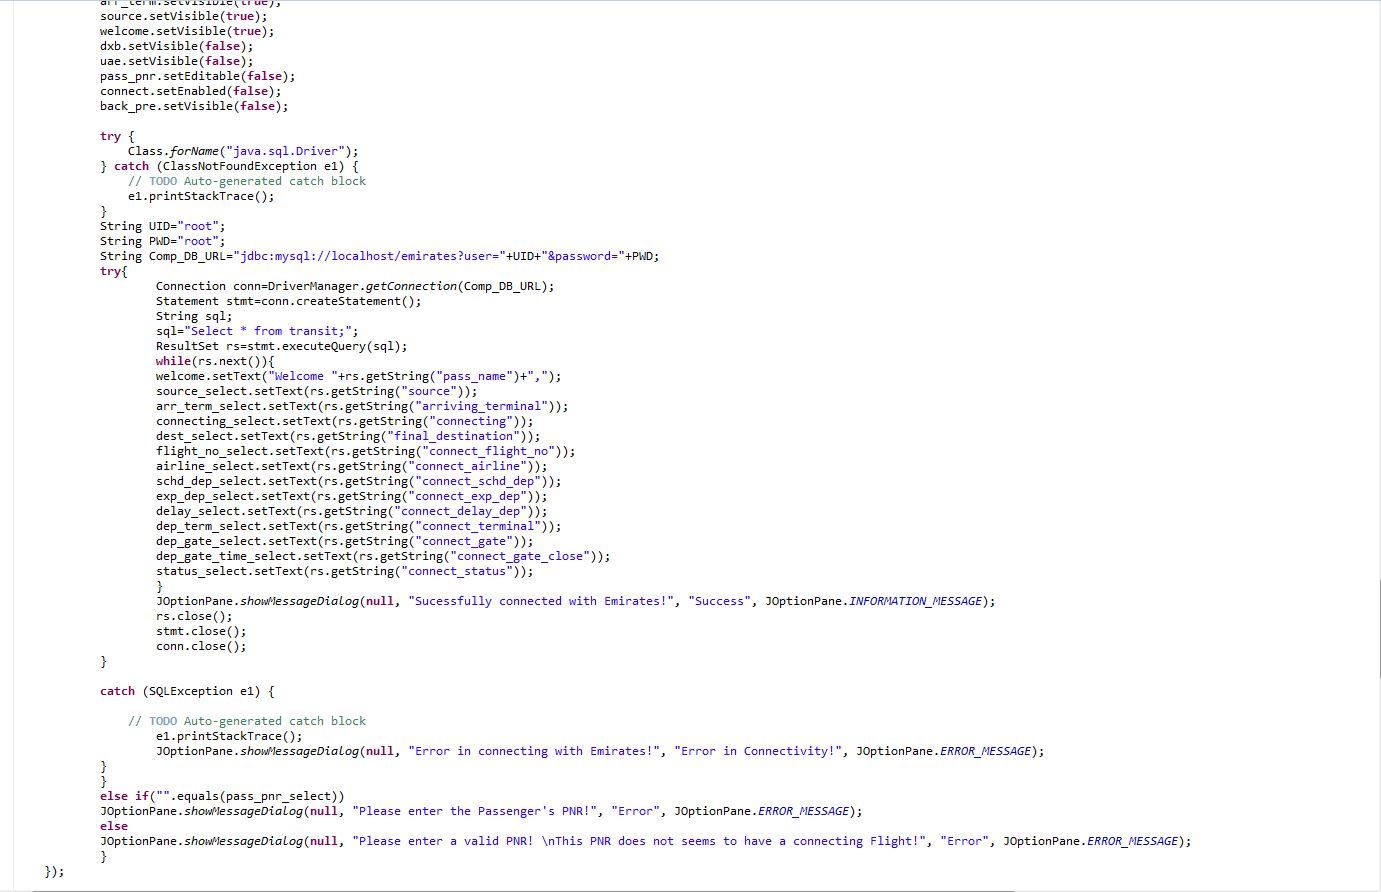 arr_term.setVisible(true);
source.setVisible(true);
welcome.setVisible(true);
dxb.setVisible(false);
uae.setVisible(false);
pass_pnr.setEditable(false);
connect.setEnabled(false);
back_pre.setVisible(false);
try {
Class.forName("java.sql.Driver");
} catch (ClassNotFoundException e1) {
// TODO Auto-generated catch block
e1.printStackTrace();
}
String UID="root";
String PWD="root";
String Comp_DB_URL="jdbc:mysql://localhost/emirates?user="+UID+"&password="+PWD;
try{
Connection conn=DriverManager.getConnection(Comp_DB_URL);
Statement stmt=conn.createStatement();
String sql;
sql="Select * from transit;";
ResultSet rs=stmt.executeQuery(sql);
while(rs.next()){
welcome.setText("Welcome "+rs.getString("pass_name")+",");
source_select.setText(rs.getString("source"));
arr_term_select.setText(rs.getString("arriving_terminal"));
connecting_select.setText(rs.getString("connecting"));
dest_select.setText(rs.getString("final_destination"));
flight_no_select.setText(rs.getString("connect_flight_no"));
airline_select.setText(rs.getString("connect_airline"));
schd_dep_select.setText(rs.getString("connect_schd_dep"));
exp_dep_select.setText(rs.getString("connect_exp_dep"));
delay_select.setText(rs.getString("connect_delay_dep"));
dep_term_select.setText(rs.getString("connect_terminal"));
dep_gate_select.setText(rs.getString("connect_gate"));
dep_gate_time_select.setText(rs.getString("connect_gate_close"));
status_select.setText(rs.getString("connect_status"));
}
JOptionPane.showMessageDialog(null, "Sucessfully connected with Emirates!", "Success", JOptionPane.INFORMATION_MESSAGE);
rs.close();
stmt.close();
conn.close();
}
catch (SQLException e1) {
// TODO Auto-generated catch block
e1.printStackTrace();
JOptionPane.showMessageDialog(null, "Error in connecting with Emirates!", "Error in Connectivity!", JOptionPane.ERROR_MESSAGE);
}
}
else if("".equals(pass_pnr_select))
JOptionPane.showMessageDialog(null, "Please enter the Passenger's PNR!", "Error", JOptionPane.ERROR_MESSAGE);
else
JOptionPane.showMessageDialog(null, "Please enter a valid PNR! \nThis PNR does not seems to have a connecting Flight!", "Error", JOptionPane.ERROR_MESSAGE);
}
});